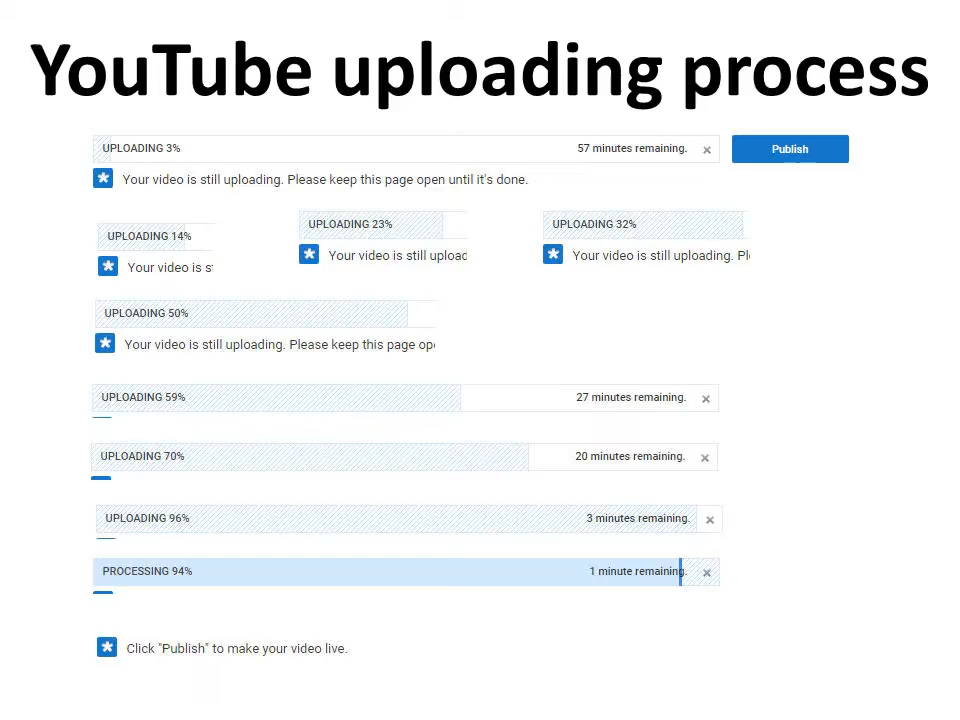 YouTube uploading process
UPLOADING 3% 57 minutes remaining. × Publish
Your video is still uploading. Please keep this page open until it's done.
UPLOADING 14% UPLOADING 23% UPLOADING 32%
Your video is Your video is still Your video is still uploading.
UPLOADING 50%
Your video is still uploading. Please keep this page
UPLOADING 59% 27 minutes remaining. ×
UPLOADING 70% 20 minutes remaining. ×
UPLOADING 96% 3 minutes remaining. ×
PROCESSING 94% 1 minute remaining. ×
Click "Publish" to make your video live.